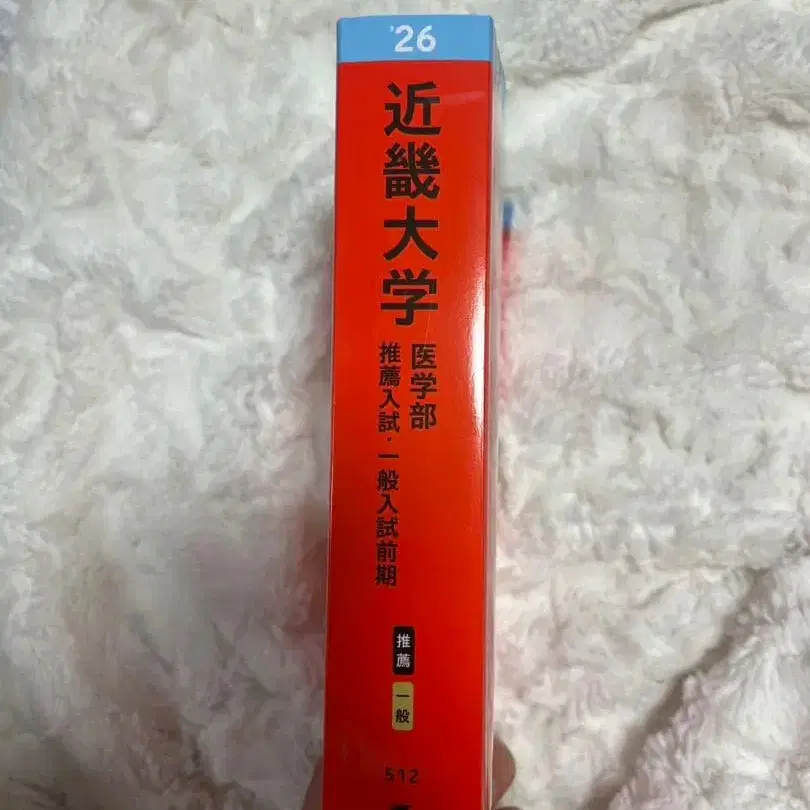 '26
近畿大学
医学部
推薦入試・一般入試前期
推薦
一般
512